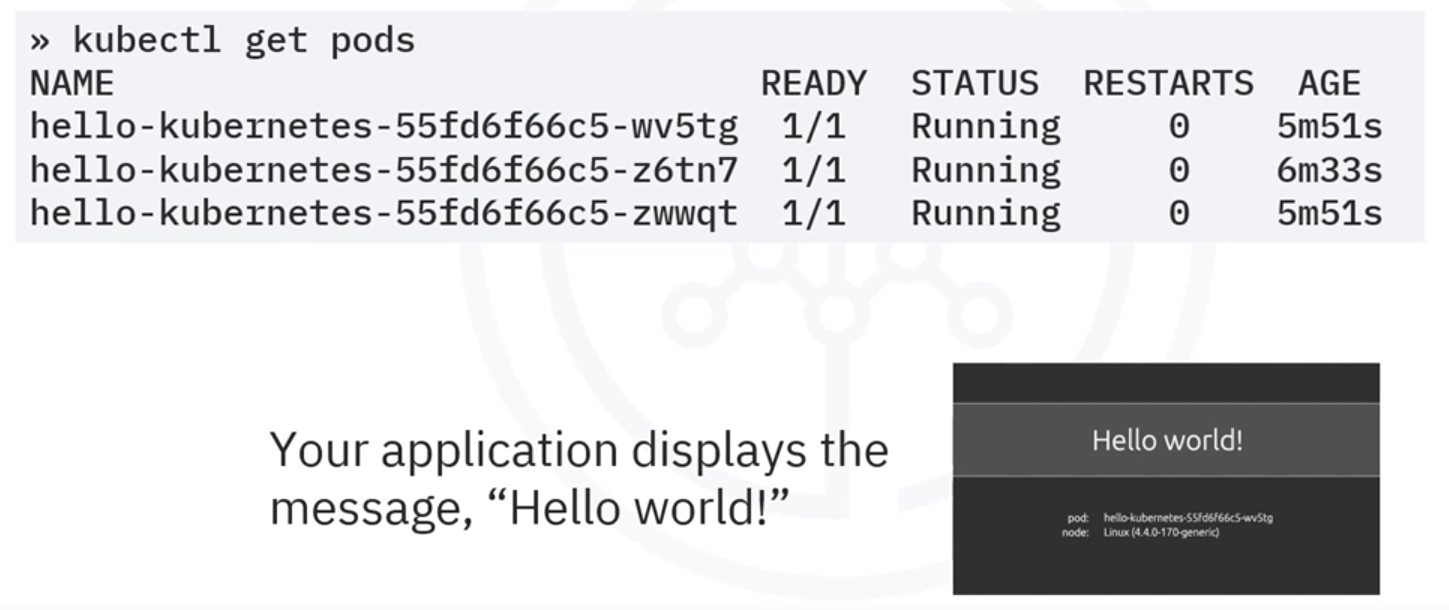 » kubectl get pods
NAME READY STATUS RESTARTS AGE
hello-kubernetes-55fd6f66c5-wv5tg 1/1 Running 0 5m51s
hello-kubernetes-55fd6f66c5-z6tn7 1/1 Running 0 6m33s
hello-kubernetes-55fd6f66c5-zwwqt 1/1 Running 0 5m51s
Your application displays the
message, “Hello world!”
Hello world!
pod: hello-kubernetes-55fd6f66c5-wv5tg
node: Linux (4.4.0-170-generic)